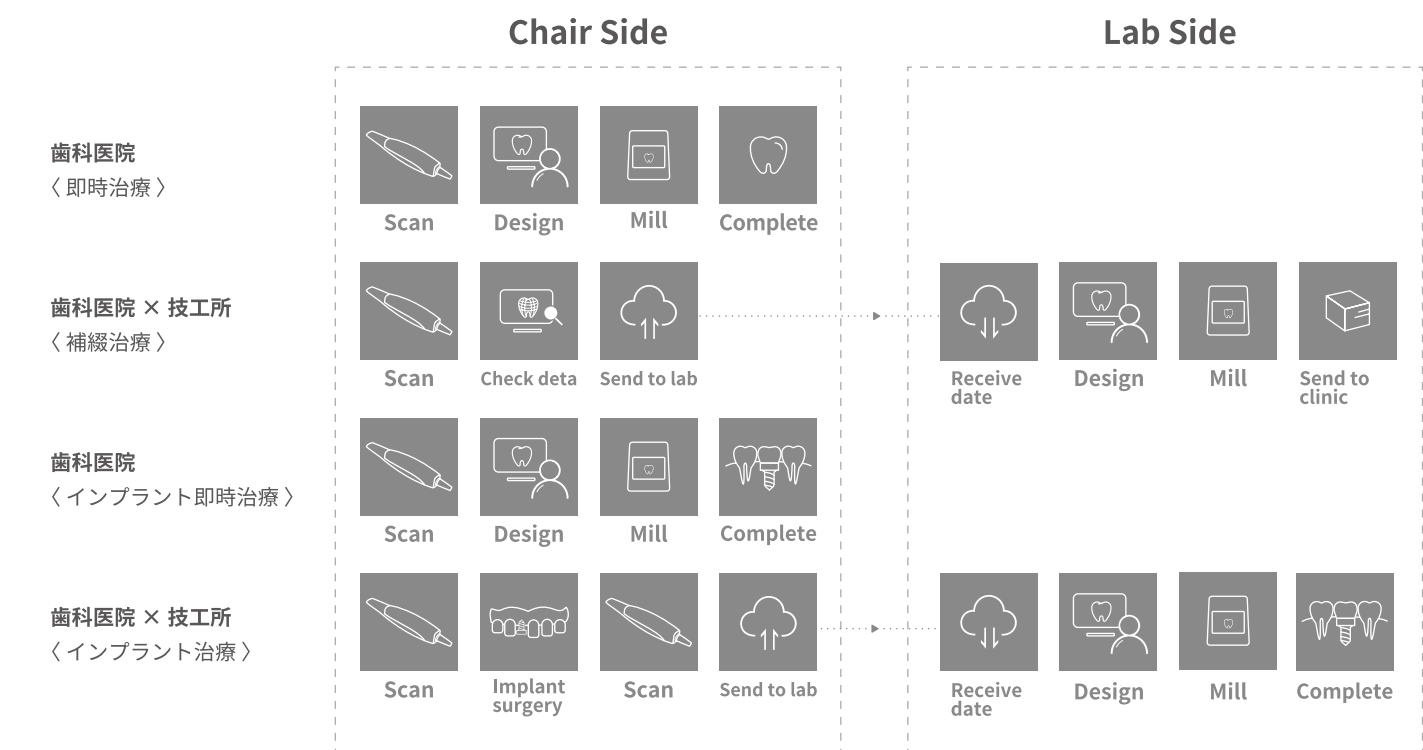 Chair Side
Lab Side
歯科医院
〈 即時治療 〉
Scan
Design
Mill
Complete
歯科医院 × 技工所
〈 補綴治療 〉
Scan
Check deta
Send to lab
Receive
date
Design
Mill
Send to
clinic
歯科医院
〈 インプラント即時治療 〉
Scan
Design
Mill
Complete
歯科医院 × 技工所
〈 インプラント治療 〉
Scan
Implant
surgery
Scan
Send to lab
Receive
date
Design
Mill
Complete